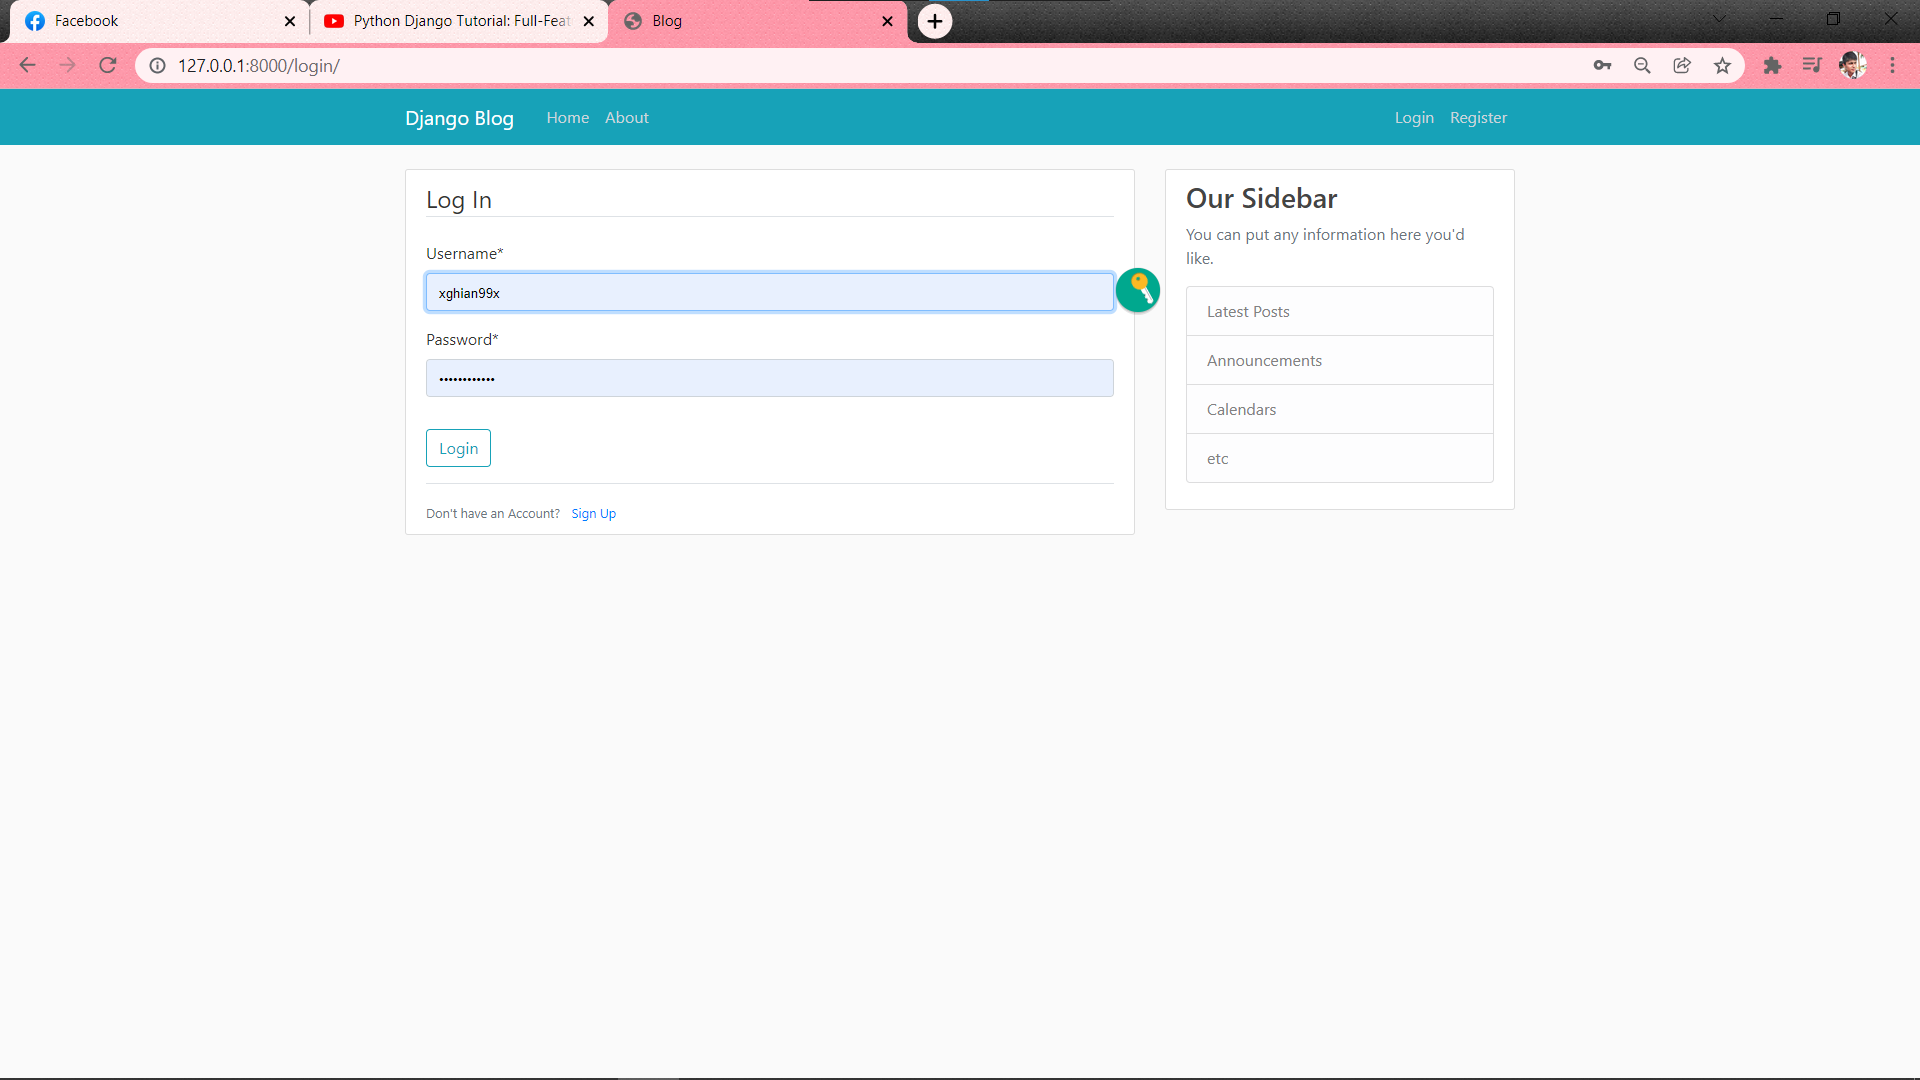 Facebook
Python Django Tutorial: Full-Feat
Blog
127.0.0.1:8000/login/
Django Blog Home About Login Register
Log In
Username*
xghian99x
Password*
••••••••••••
Login
Don't have an Account? Sign Up
Our Sidebar
You can put any information here you'd
like.
Latest Posts
Announcements
Calendars
etc